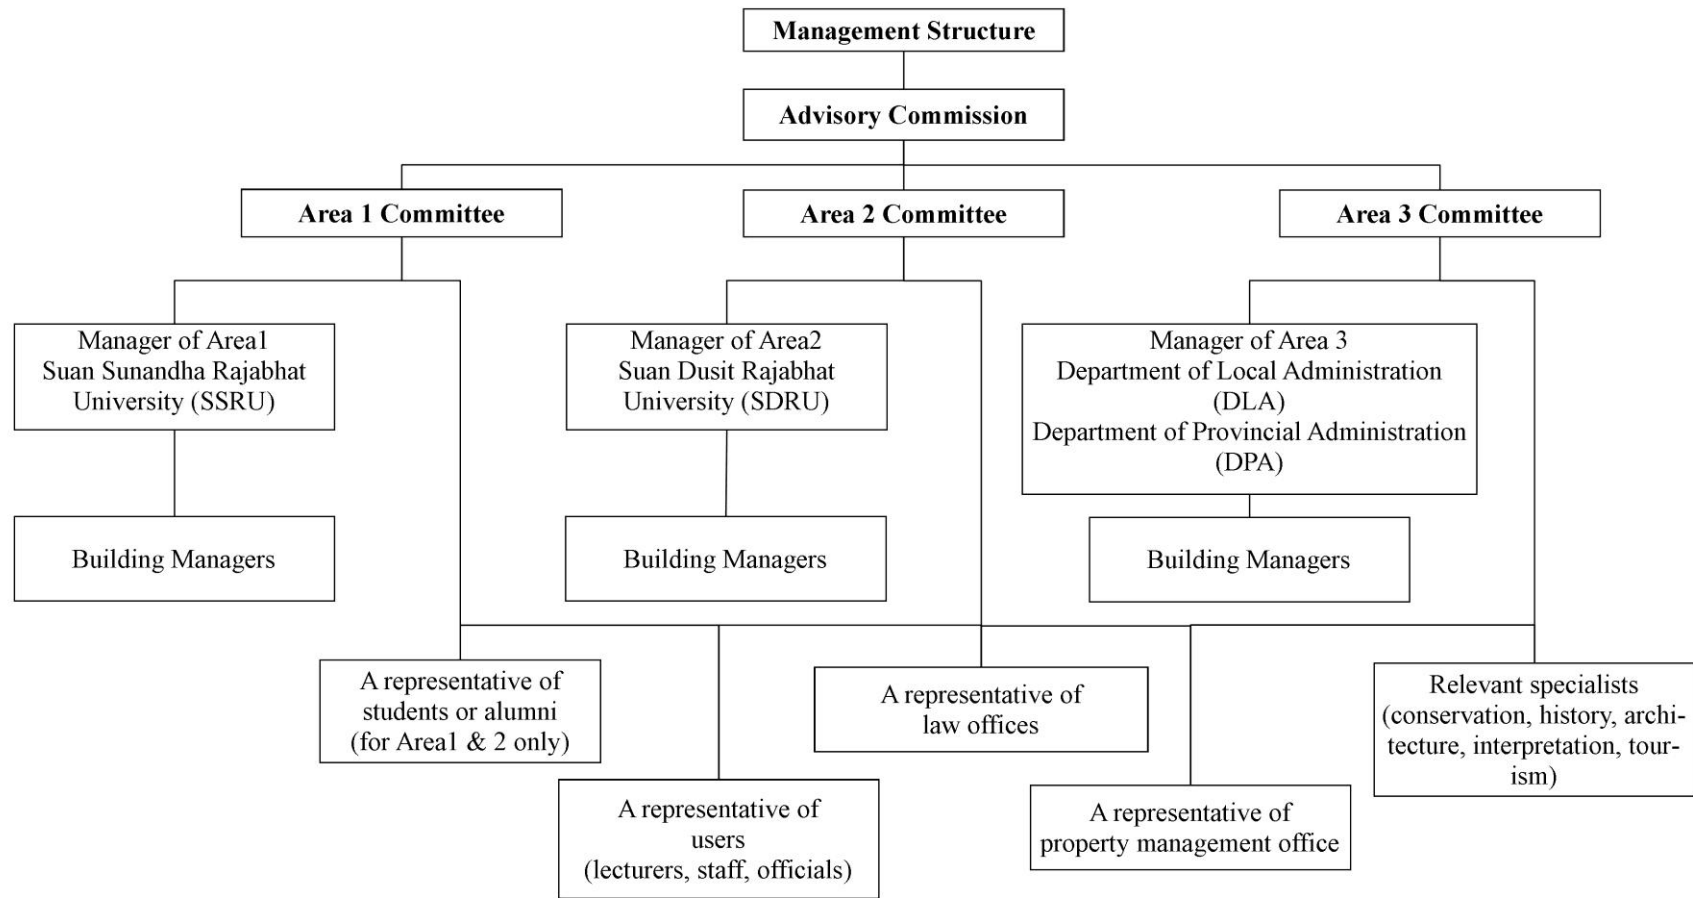 Management Structure
Advisory Commission
Area 1 Committee
Area 2 Committee
Area 3 Committee
Manager of Area1
Suan Sunandha Rajabhat
University (SSRU)
Manager of Area2
Suan Dusit Rajabhat
University (SDRU)
Manager of Area 3
Department of Local Administration
(DLA)
Department of Provincial Administration
(DPA)
Building Managers
Building Managers
Building Managers
A representative of
students or alumni
(for Area1 & 2 only)
A representative of
users
(lecturers, staff, officials)
A representative of
law offices
A representative of
property management office
Relevant specialists
(conservation, history, archi-
tecture, interpretation, tour-
ism)